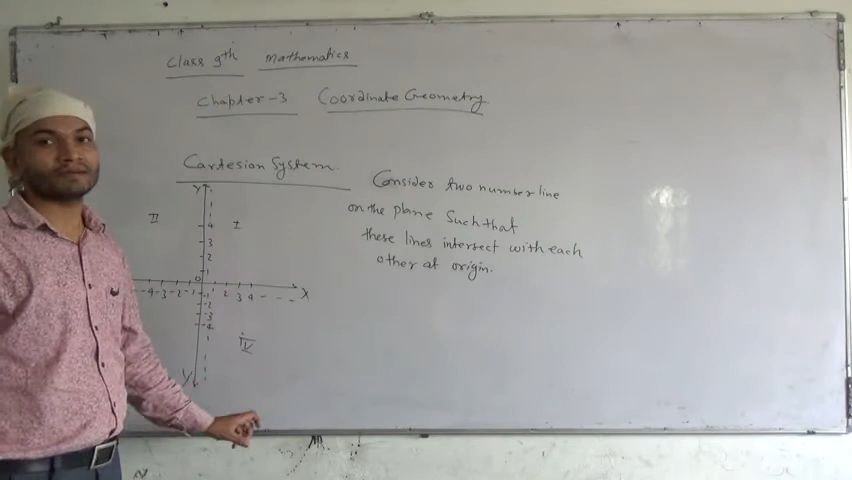 Class 9th Mathematics
Chapter-3 Coordinate Geometry
Cartesion System
Consider two number line
on the plane Such that
these lines intersect with each
other at origin.
Y
II I
4
3
2
1
0
-4 -3 -2 -1 1 2 3 4 - - - X
-1
-2
-3
-4
IV
Y